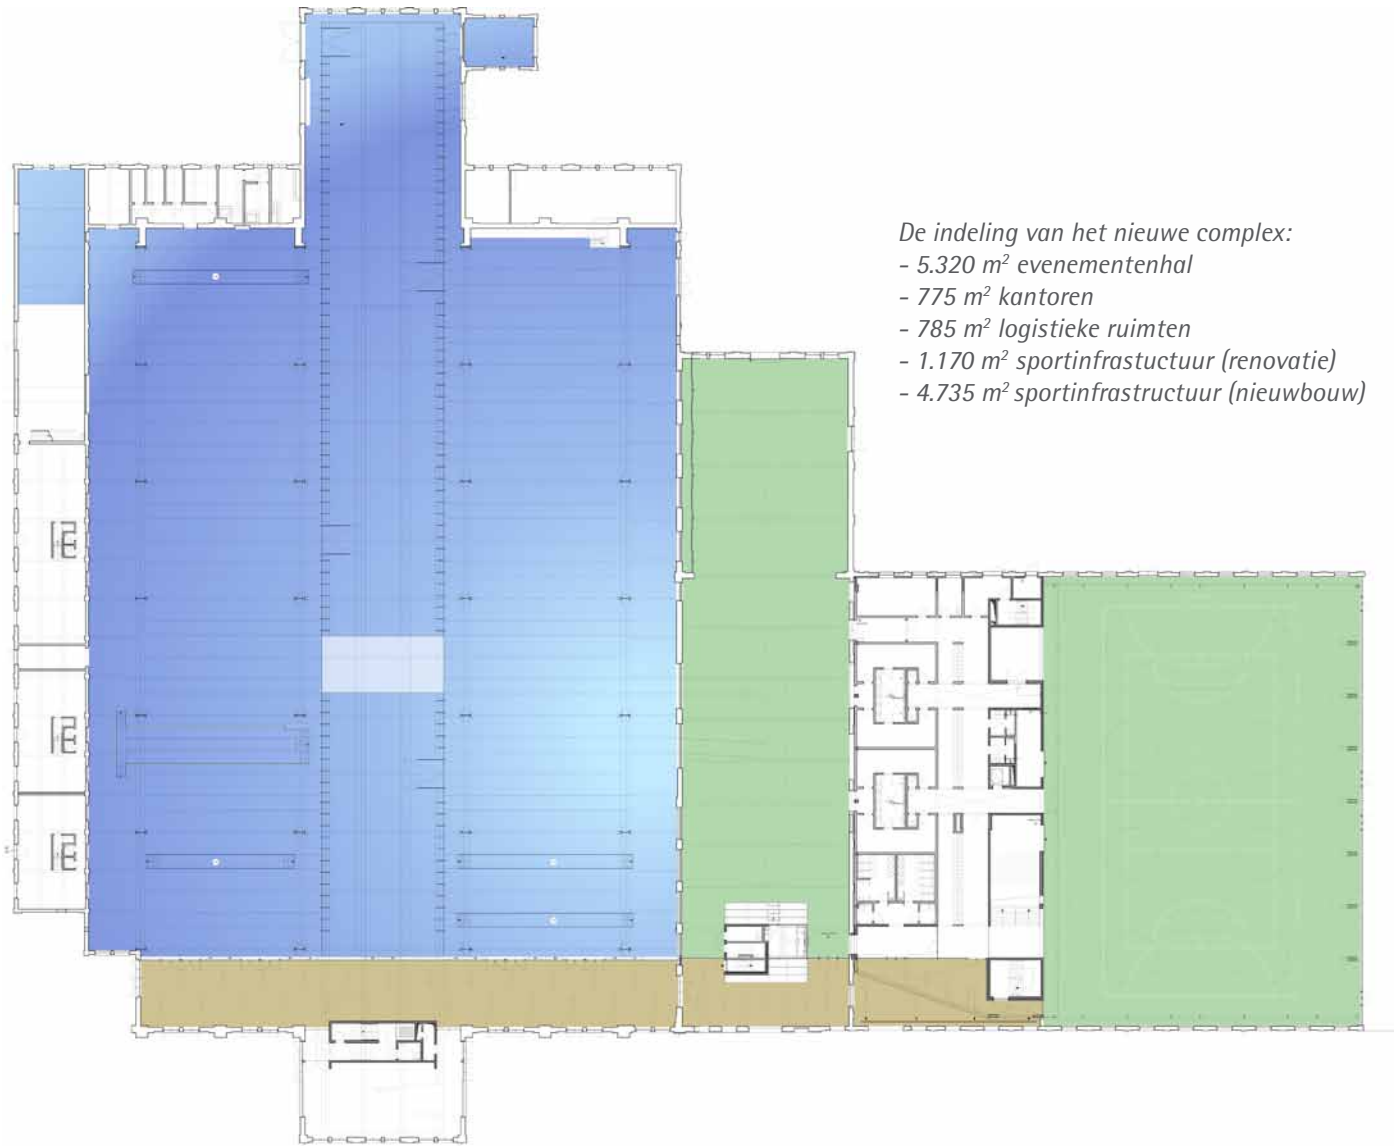 De indeling van het nieuwe complex:
- 5.320 m² evenementenhal
- 775 m² kantoren
- 785 m² logistieke ruimten
- 1.170 m² sportinfrastuctuur (renovatie)
- 4.735 m² sportinfrastructuur (nieuwbouw)